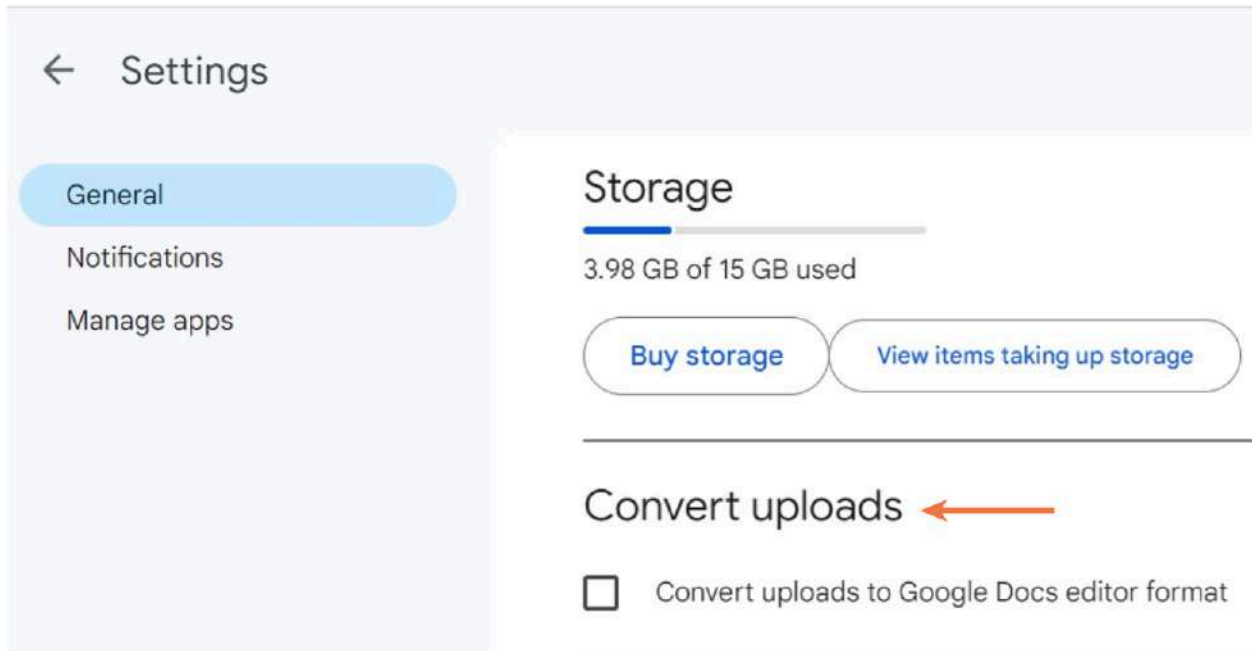 Settings
General
Notifications
Manage apps
Storage
3.98 GB of 15 GB used
Buy storage
View items taking up storage
Convert uploads
Convert uploads to Google Docs editor format